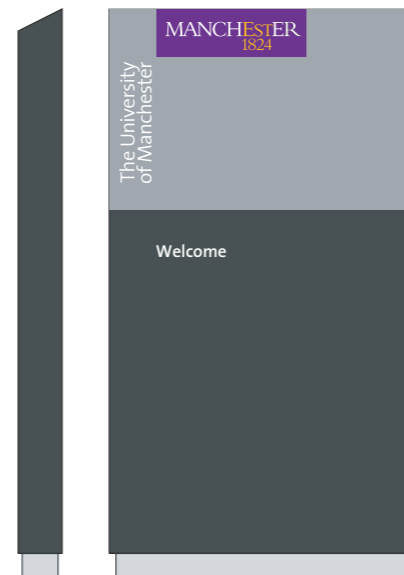 MANCHESTER
1824
The University
of Manchester
Welcome